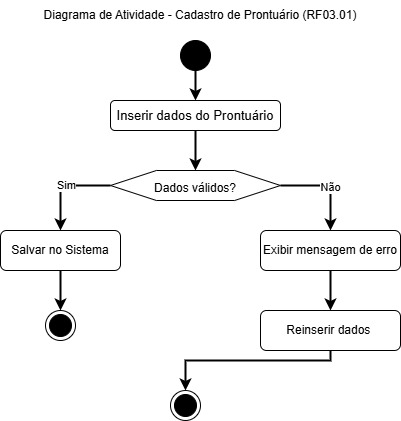 Diagrama de Atividade - Cadastro de Prontuário (RF03.01)
Inserir dados do Prontuário
Dados válidos?
Sim
Não
Salvar no Sistema
Exibir mensagem de erro
Reinserir dados